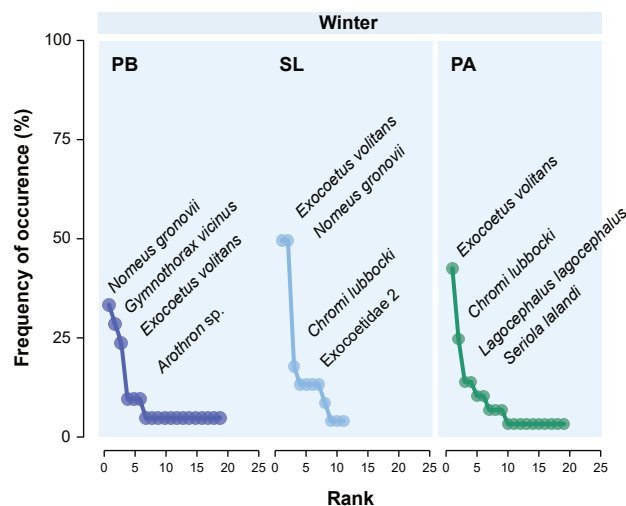 Winter
Frequency of occurence (%)
100
75
50
25
0
PB
Nomeus gronovii
Gymnothorax vicinus
Exocoetus volitans
Arothron sp.
SL
Exocoetus volitans
Nomeus gronovii
Chromi lubbocki
Exocoetidae 2
PA
Exocoetus volitans
Chromi lubbocki
Lagocephalus lagocephalus
Seriola lalandi
0 5 10 15 20 25
0 5 10 15 20 25
0 5 10 15 20 25
Rank